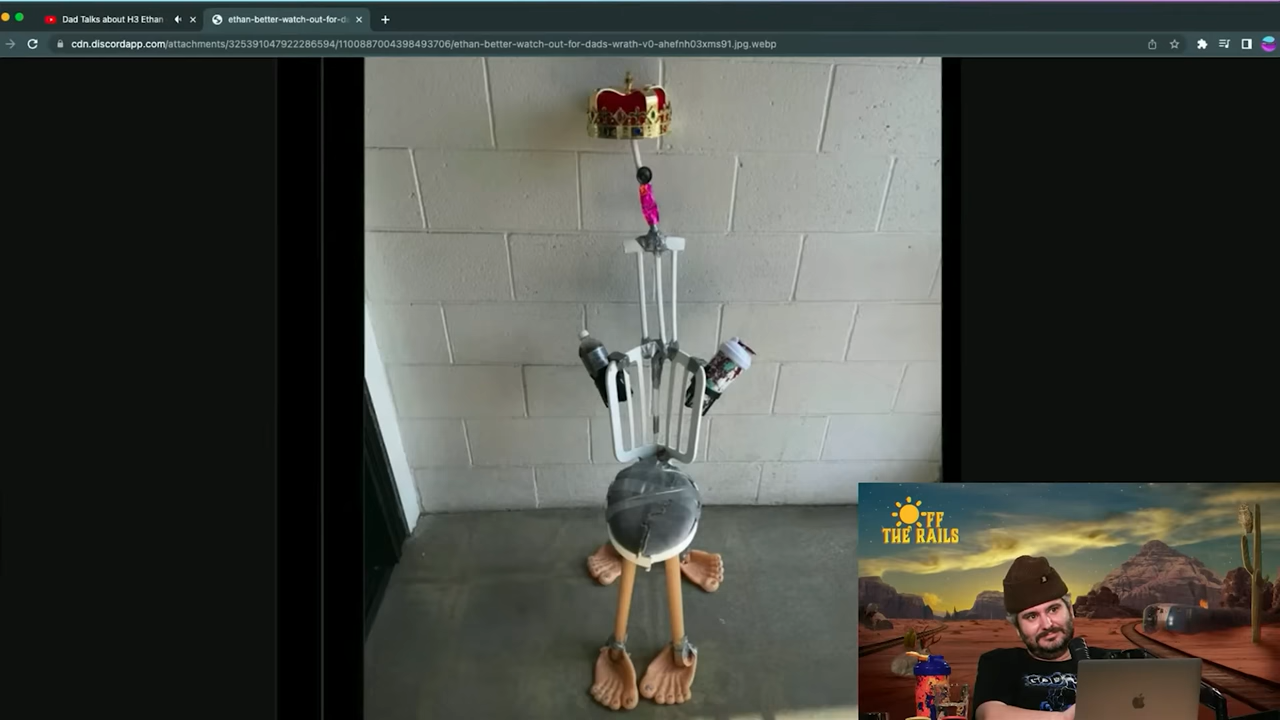 Dad Talks about H3 Ethan
ethan-better-watch-out-for-da
cdn.discordapp.com/attachments/325391047922286594/1100887004398493706/ethan-better-watch-out-for-dads-wrath-v0-ahefnh03xms91.jpg.webp
OFF
THE RAILS